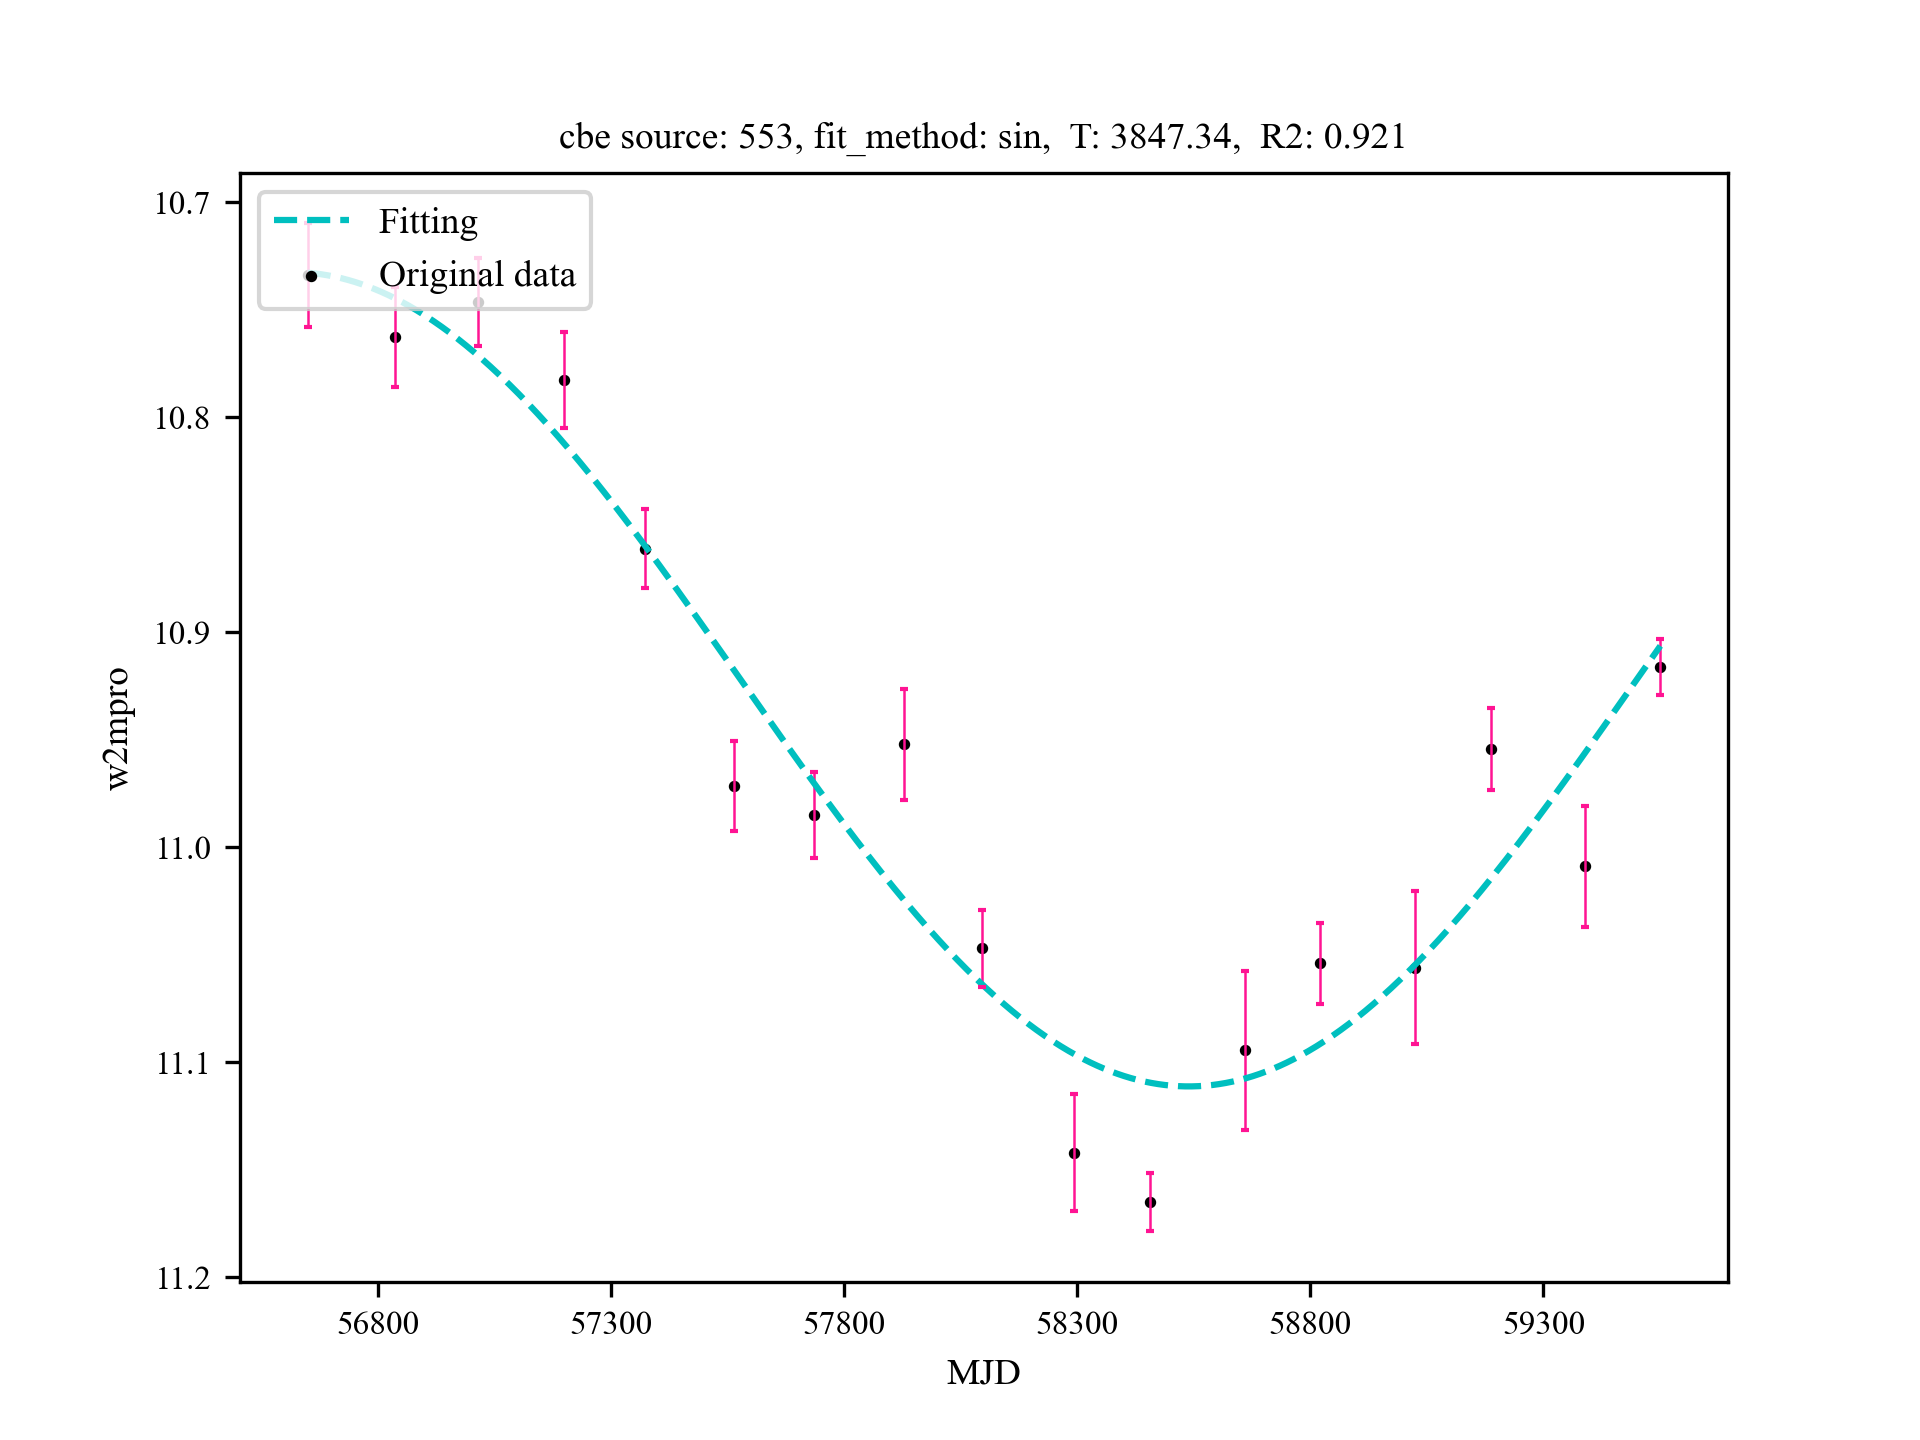 cbe source: 553, fit_method: sin,  T: 3847.34,  R2: 0.921
Fitting
Original data
10.7
10.8
10.9
11.0
11.1
11.2
w2mpro
56800 57300 57800 58300 58800 59300
MJD